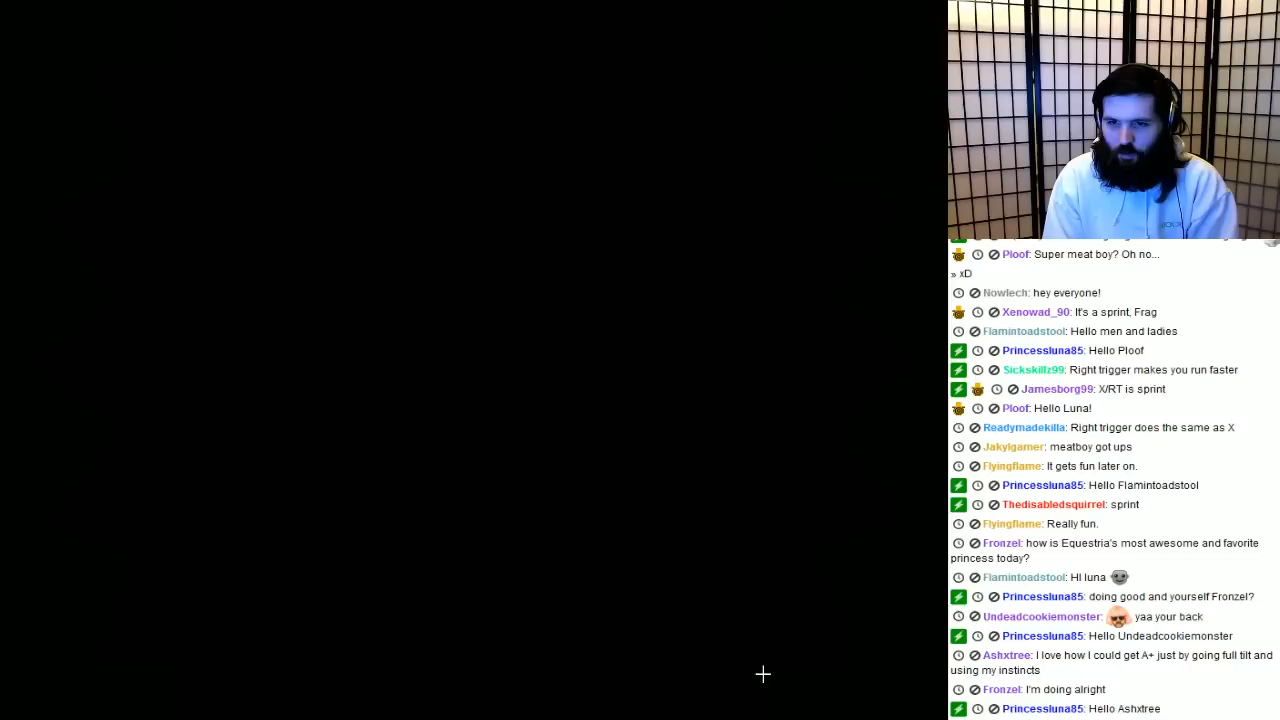 Ploof: Super meat boy? Oh no...
» xD
Nowlech: hey everyone!
Xenowad_90: It's a sprint, Frag
Flamintoadstool: Hello men and ladies
Princessluna85: Hello Ploof
Sickskillz99: Right trigger makes you run faster
Jamesborg99: X/RT is sprint
Ploof: Hello Luna!
Readymadekilla: Right trigger does the same as X
Jakylgamer: meatboy got ups
Flyingflame: It gets fun later on.
Princessluna85: Hello Flamintoadstool
Thedisabledsquirrel: sprint
Flyingflame: Really fun.
Fronzel: how is Equestria's most awesome and favorite
princess today?
Flamintoadstool: HI luna
Princessluna85: doing good and yourself Fronzel?
Undeadcookiemonster: yaa your back
Princessluna85: Hello Undeadcookiemonster
Ashxtree: I love how I could get A+ just by going full tilt and
using my instincts
Fronzel: I'm doing alright
Princessluna85: Hello Ashxtree